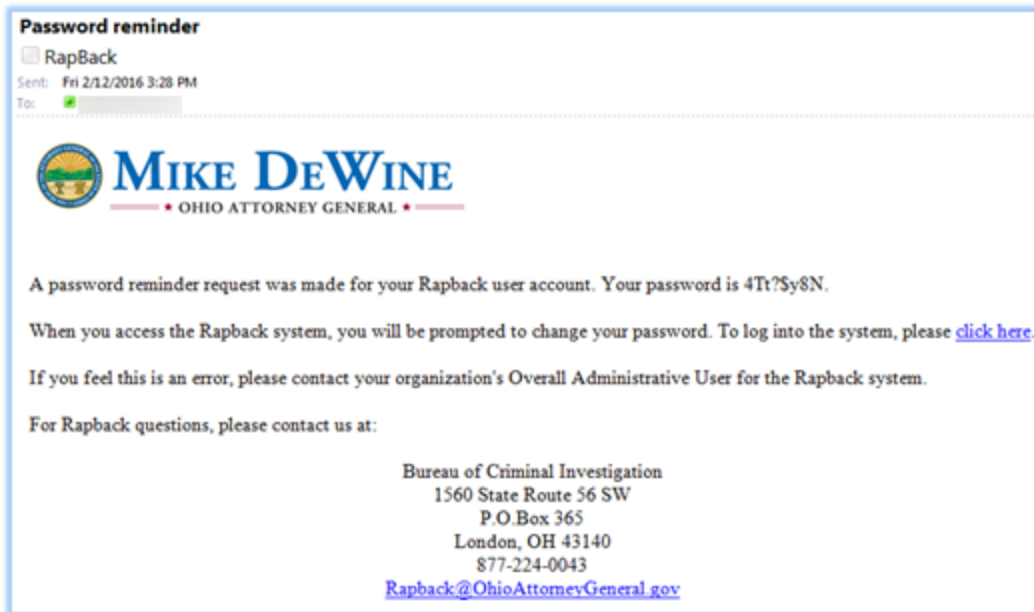 Password reminder
RapBack
Sent: Fri 2/12/2016 3:28 PM
To:
MIKE DEWINE
★ OHIO ATTORNEY GENERAL ★
A password reminder request was made for your Rapback user account. Your password is 4Tt?$y8N.
When you access the Rapback system, you will be prompted to change your password. To log into the system, please click here.
If you feel this is an error, please contact your organization's Overall Administrative User for the Rapback system.
For Rapback questions, please contact us at:
Bureau of Criminal Investigation
1560 State Route 56 SW
P.O.Box 365
London, OH 43140
877-224-0043
Rapback@OhioAttorneyGeneral.gov